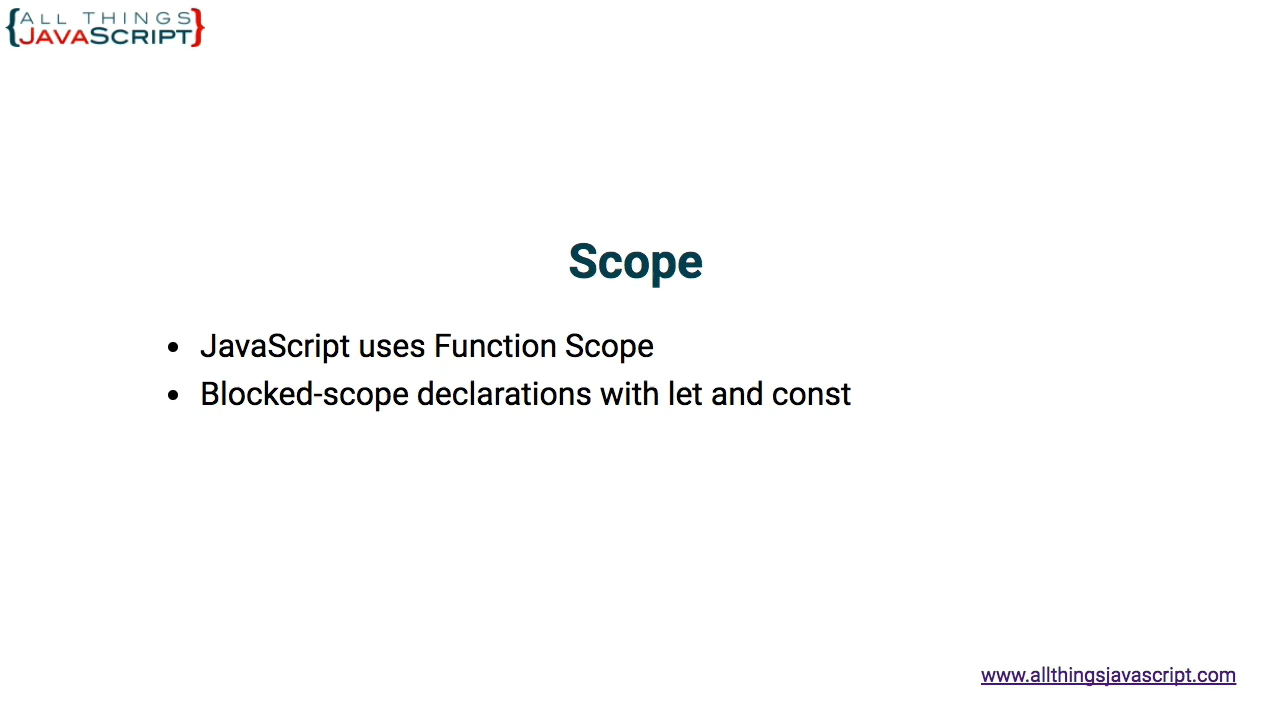 {ALL THINGS
JAVASCRIPT}
Scope
• JavaScript uses Function Scope
• Blocked-scope declarations with let and const
www.allthingsjavascript.com